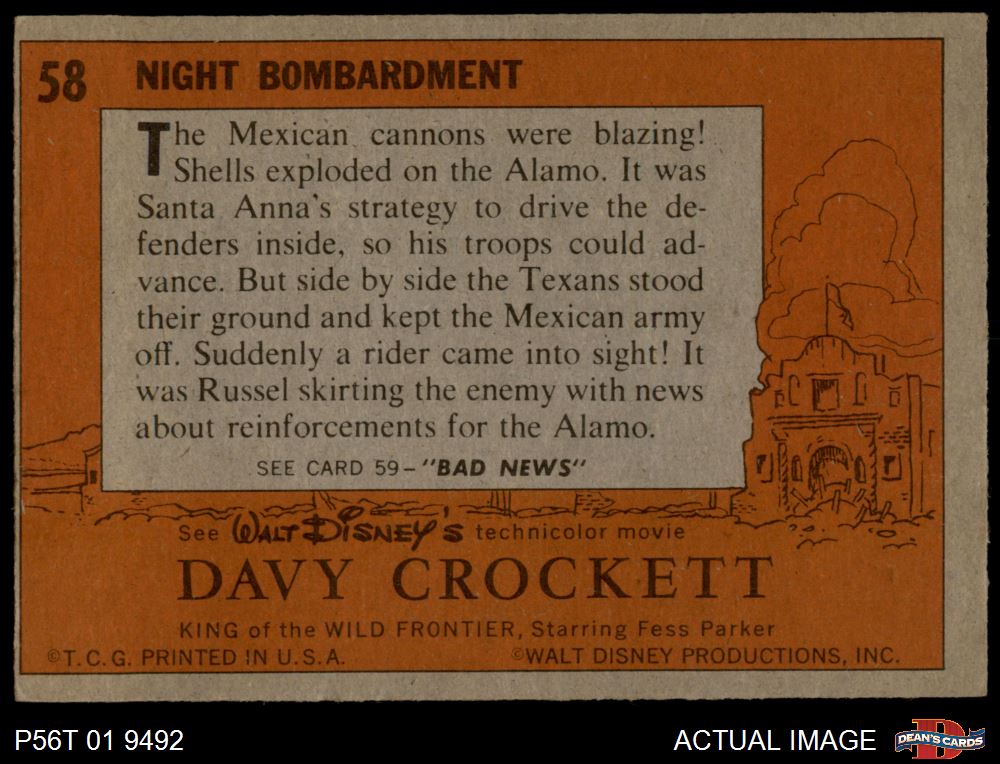 58 NIGHT BOMBARDMENT
The Mexican cannons were blazing!
Shells exploded on the Alamo. It was
Santa Anna's strategy to drive the de-
fenders inside, so his troops could ad-
vance. But side by side the Texans stood
their ground and kept the Mexican army
off. Suddenly a rider came into sight! It
was Russel skirting the enemy with news
about reinforcements for the Alamo.
SEE CARD 59-"BAD NEWS"
See WALT DISNEY'S technicolor movie
DAVY CROCKETT
KING of the WILD FRONTIER, Starring Fess Parker
©T.C.G. PRINTED IN U.S.A. ©WALT DISNEY PRODUCTIONS, INC.
P56T 01 9492 ACTUAL IMAGE D DEAN'S CARDS